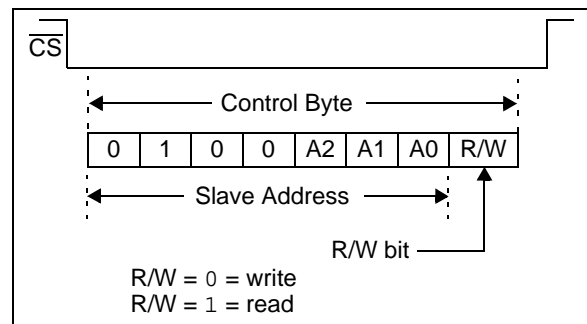 CS
Control Byte
0 1 0 0 A2 A1 A0 R/W
Slave Address
R/W bit
R/W = 0 = write
R/W = 1 = read